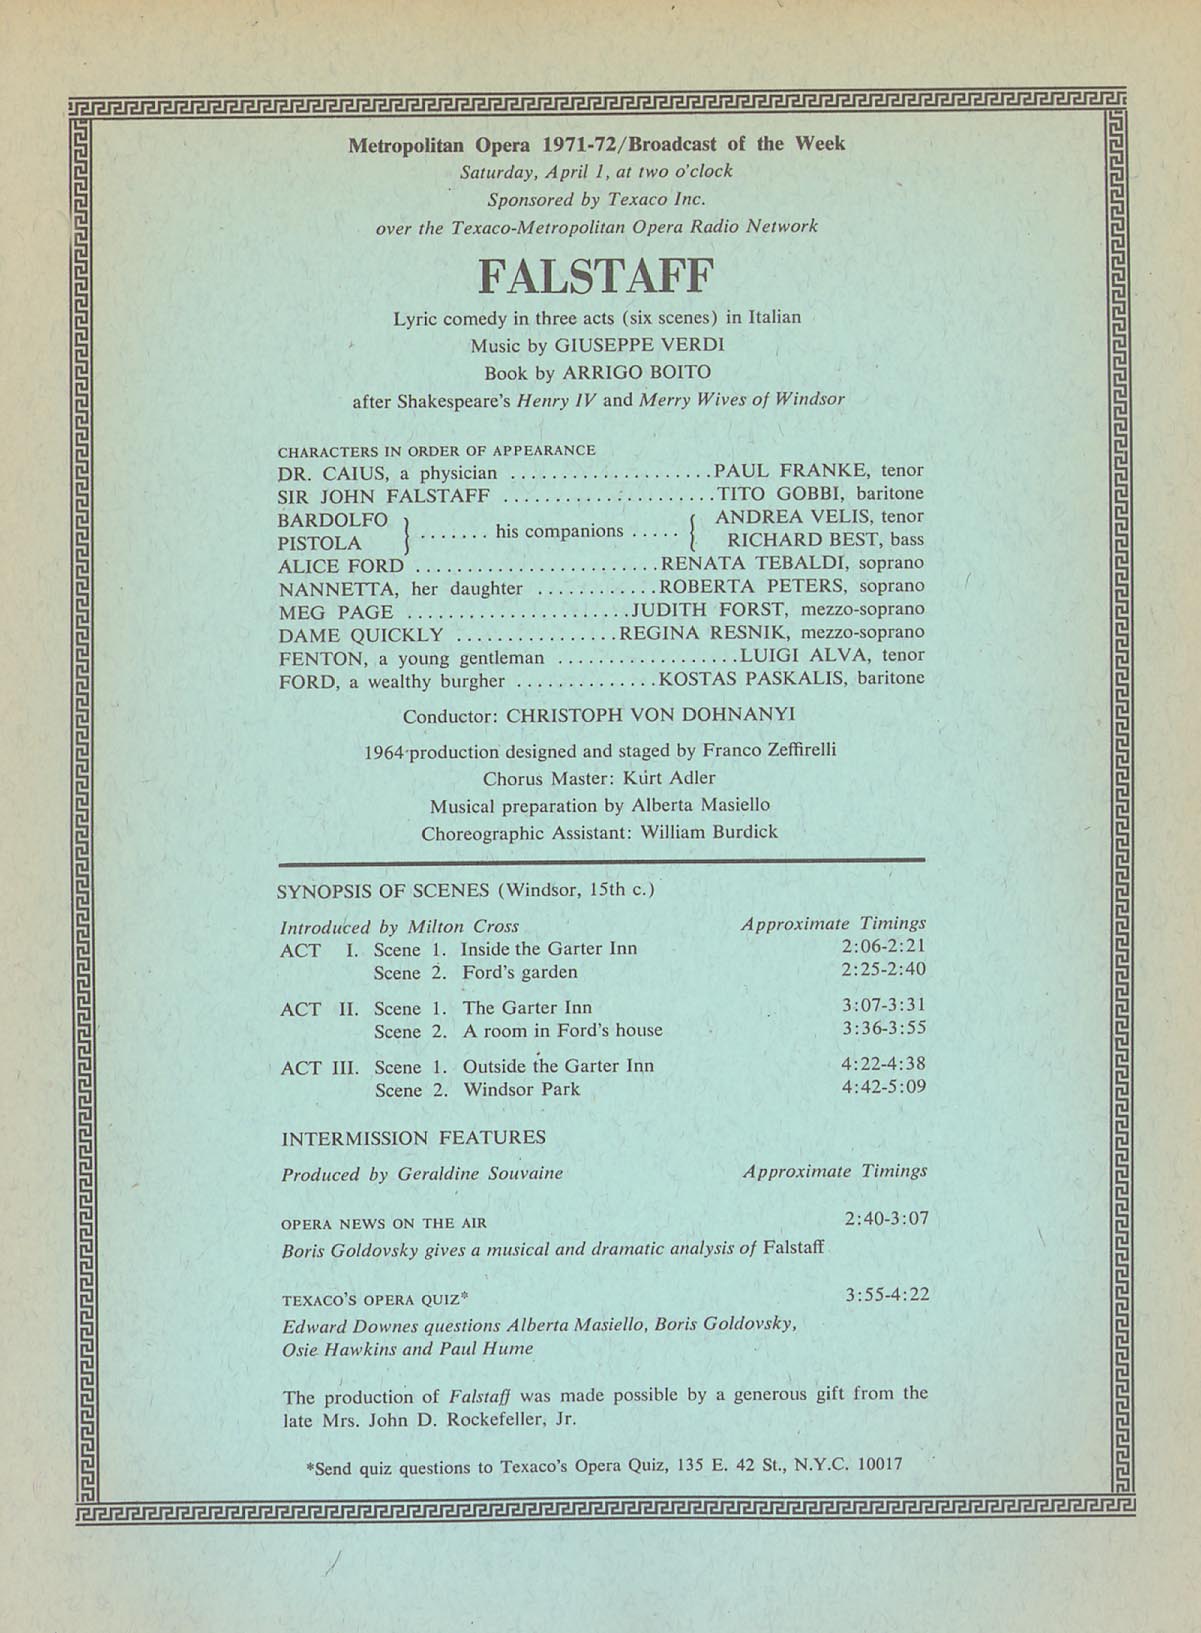 Metropolitan Opera 1971-72/Broadcast of the Week
Saturday, April 1, at two o'clock
Sponsored by Texaco Inc.
over the Texaco-Metropolitan Opera Radio Network
FALSTAFF
Lyric comedy in three acts (six scenes) in Italian
Music by GIUSEPPE VERDI
Book by ARRIGO BOITO
after Shakespeare's Henry IV and Merry Wives of Windsor
CHARACTERS IN ORDER OF APPEARANCE
DR. CAIUS, a physician ....................PAUL FRANKE, tenor
SIR JOHN FALSTAFF .....................TITO GOBBI, baritone
BARDOLFO } ....... his companions ..... { ANDREA VELIS, tenor
PISTOLA RICHARD BEST, bass
ALICE FORD ........................RENATA TEBALDI, soprano
NANNETTA, her daughter ............ROBERTA PETERS, soprano
MEG PAGE ......................JUDITH FORST, mezzo-soprano
DAME QUICKLY ................REGINA RESNIK, mezzo-soprano
FENTON, a young gentleman ..................LUIGI ALVA, tenor
FORD, a wealthy burgher ..............KOSTAS PASKALIS, baritone
Conductor: CHRISTOPH VON DOHNANYI
1964 production designed and staged by Franco Zeffirelli
Chorus Master: Kurt Adler
Musical preparation by Alberta Masiello
Choreographic Assistant: William Burdick
SYNOPSIS OF SCENES (Windsor, 15th c.)
Introduced by Milton Cross Approximate Timings
ACT I. Scene 1. Inside the Garter Inn 2:06-2:21
Scene 2. Ford's garden 2:25-2:40
ACT II. Scene 1. The Garter Inn 3:07-3:31
Scene 2. A room in Ford's house 3:36-3:55
ACT III. Scene 1. Outside the Garter Inn 4:22-4:38
Scene 2. Windsor Park 4:42-5:09
INTERMISSION FEATURES
Produced by Geraldine Souvaine Approximate Timings
OPERA NEWS ON THE AIR 2:40-3:07
Boris Goldovsky gives a musical and dramatic analysis of Falstaff
TEXACO'S OPERA QUIZ* 3:55-4:22
Edward Downes questions Alberta Masiello, Boris Goldovsky,
Osie Hawkins and Paul Hume
The production of Falstaff was made possible by a generous gift from the
late Mrs. John D. Rockefeller, Jr.
*Send quiz questions to Texaco's Opera Quiz, 135 E. 42 St., N.Y.C. 10017